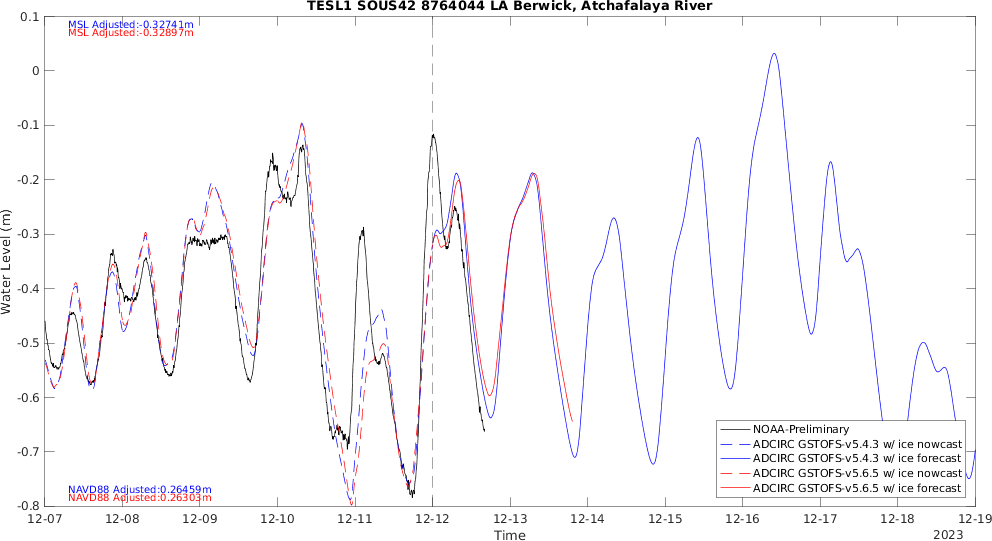 TESL1 SOUS42 8764044 LA Berwick, Atchafalaya River
MSL Adjusted:-0.32741m
MSL Adjusted:-0.32897m
0.1
0
-0.1
-0.2
-0.3
-0.4
-0.5
-0.6
-0.7
-0.8
Water Level (m)
NOAA-Preliminary
ADCIRC GSTOFS-v5.4.3 w/ ice nowcast
ADCIRC GSTOFS-v5.4.3 w/ ice forecast
ADCIRC GSTOFS-v5.6.5 w/ ice nowcast
ADCIRC GSTOFS-v5.6.5 w/ ice forecast
NAVD88 Adjusted:0.26459m
NAVD88 Adjusted:0.26303m
12-07 12-08 12-09 12-10 12-11 12-12 12-13 12-14 12-15 12-16 12-17 12-18 12-19
Time
2023